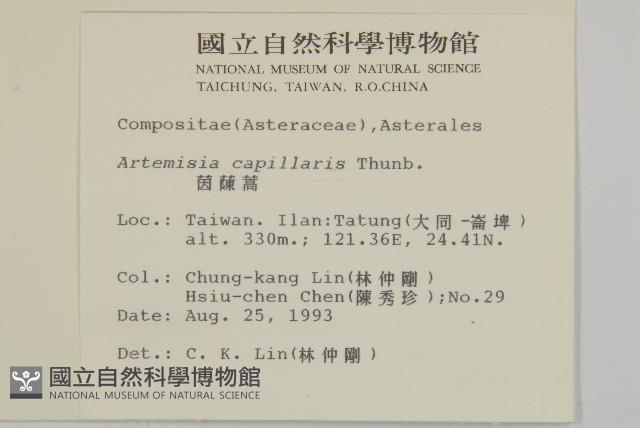 國立自然科學博物館
NATIONAL MUSEUM OF NATURAL SCIENCE
TAICHUNG, TAIWAN, R.O.CHINA
Compositae(Asteraceae),Asterales
Artemisia capillaris Thunb.
茵蔯蒿
Loc.: Taiwan. Ilan:Tatung(大同-崙埤)
alt. 330m.; 121.36E, 24.41N.
Col.: Chung-kang Lin(林仲剛)
Hsiu-chen Chen(陳秀珍);No.29
Date: Aug. 25, 1993
Det.: C. K. Lin(林仲剛)
國立自然科學博物館
NATIONAL MUSEUM OF NATURAL SCIENCE